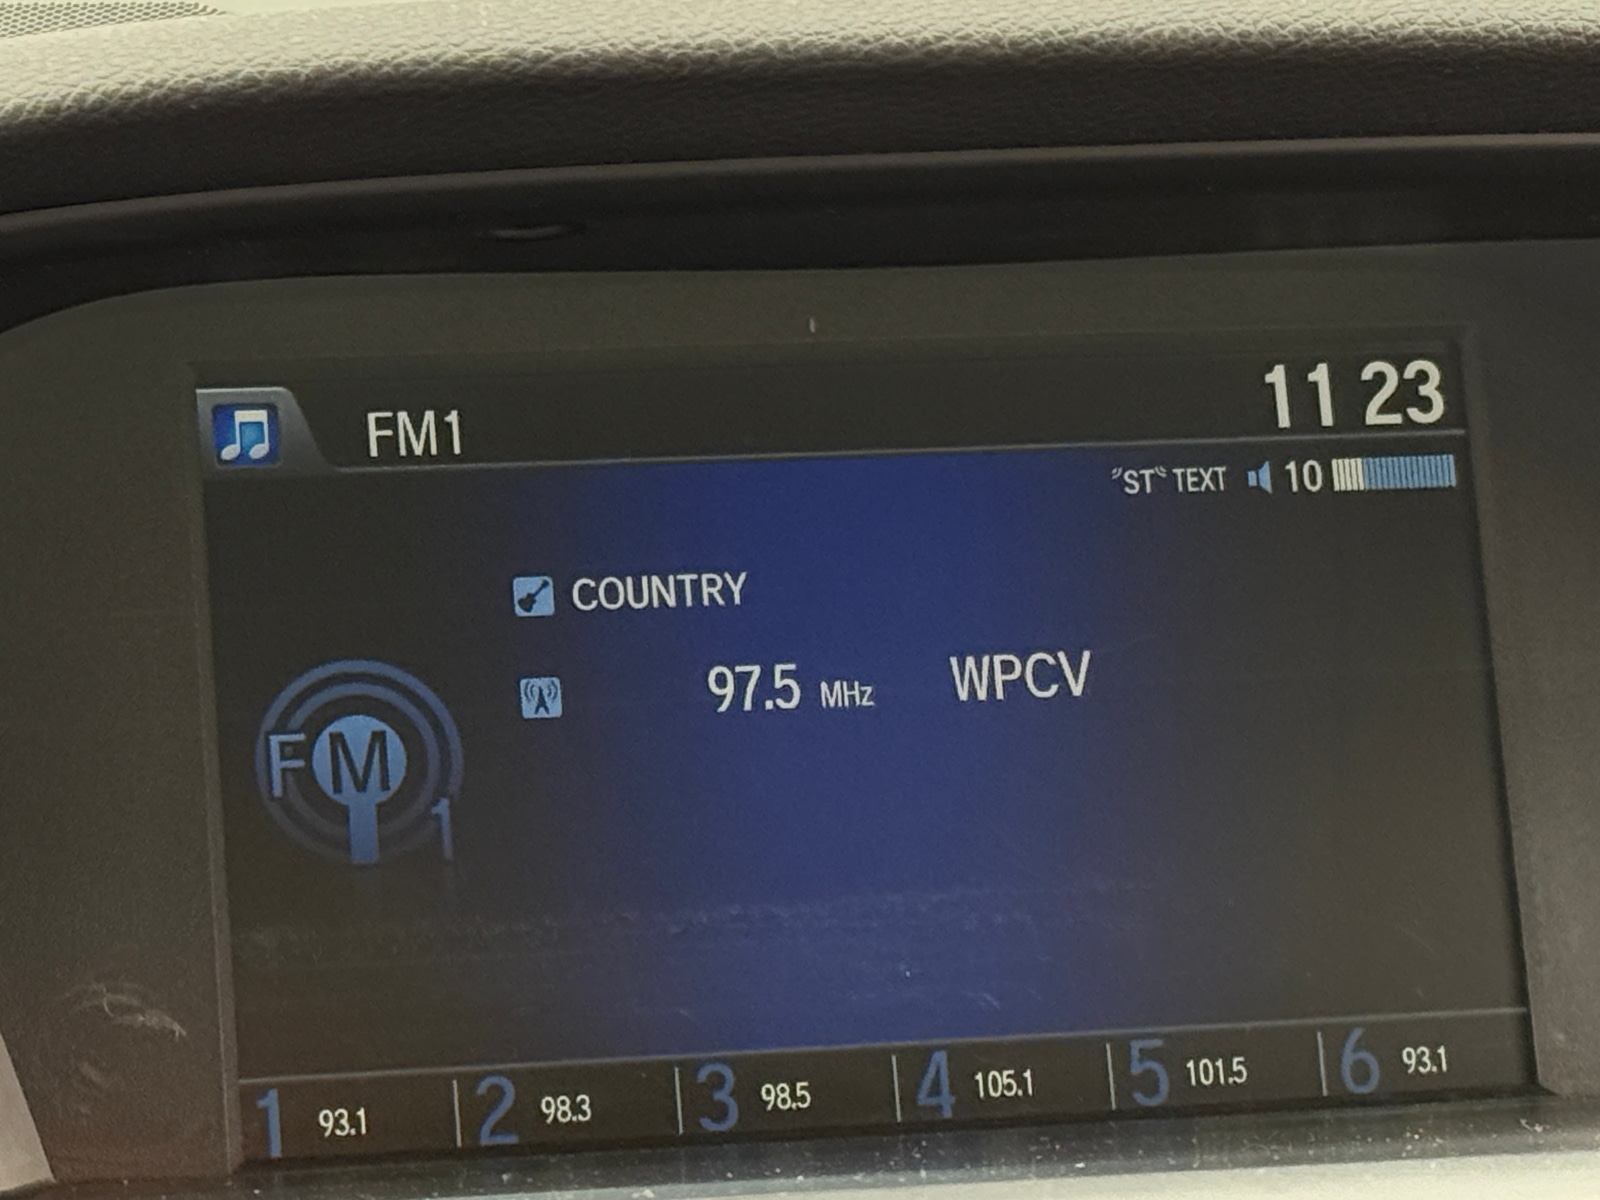 FM1 11 23
"ST" TEXT 10
COUNTRY
97.5 MHz WPCV
FM 1
1 93.1 2 98.3 3 98.5 4 105.1 5 101.5 6 93.1